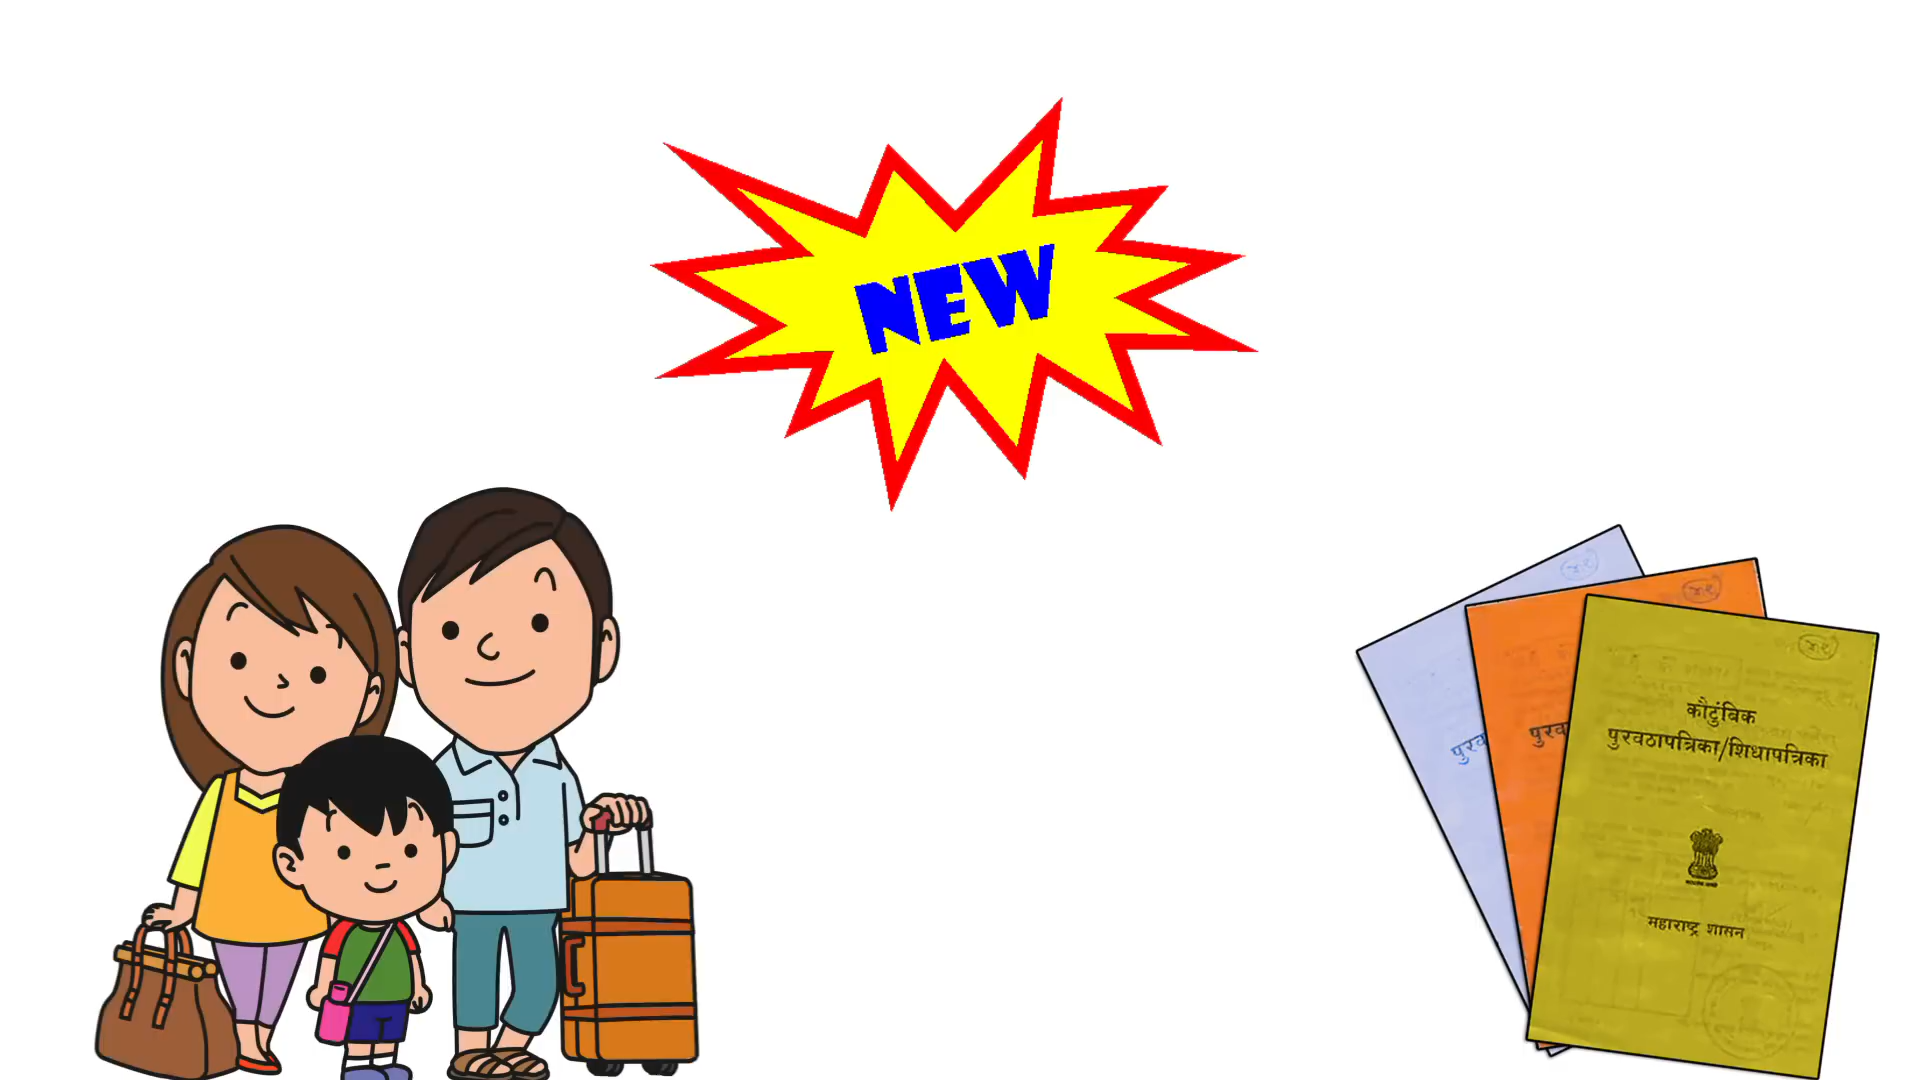 NEW
कौटुंबिक
पुरवठापत्रिका/शिधापत्रिका
महाराष्ट्र शासन